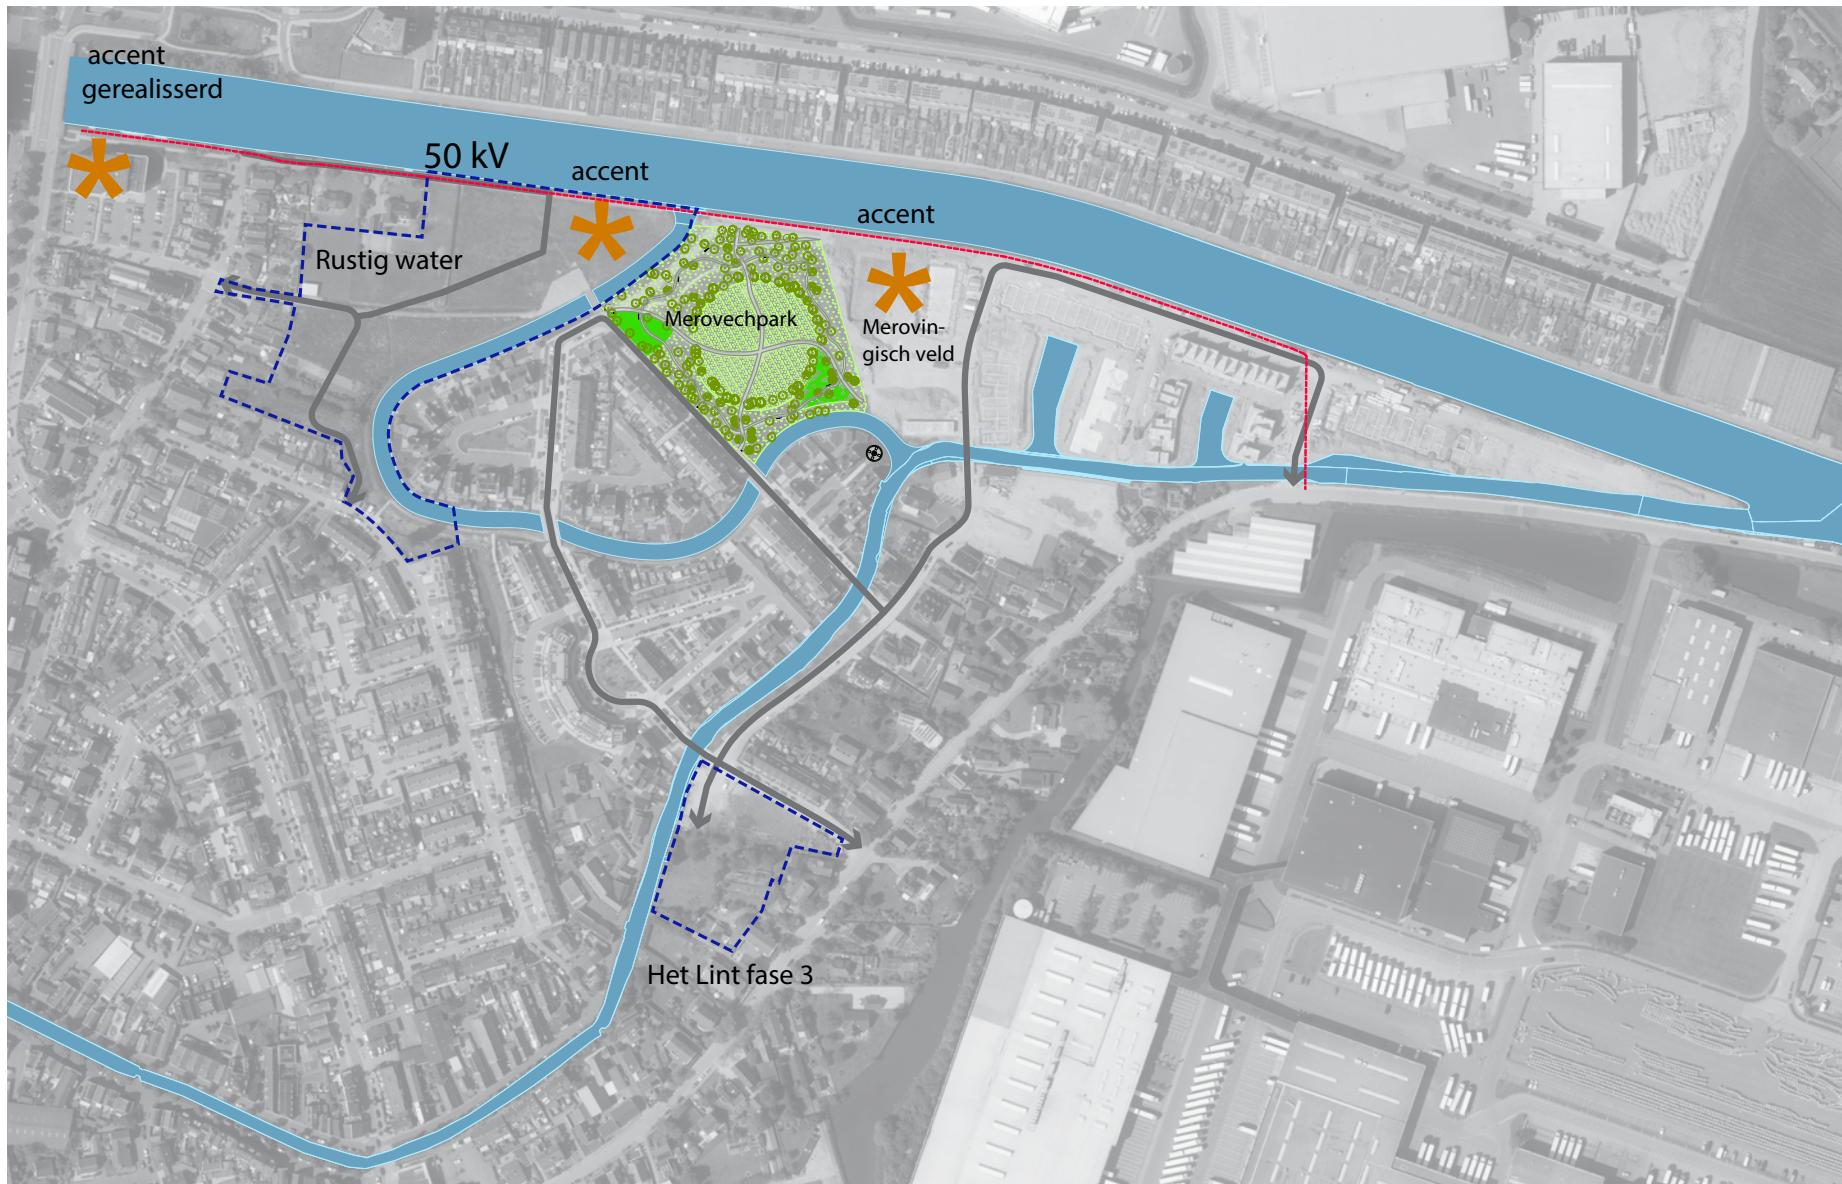 accent
gerealisserd
50 kV
accent
accent
Rustig water
Merovechpark
Merovin-
gisch veld
Het Lint fase 3